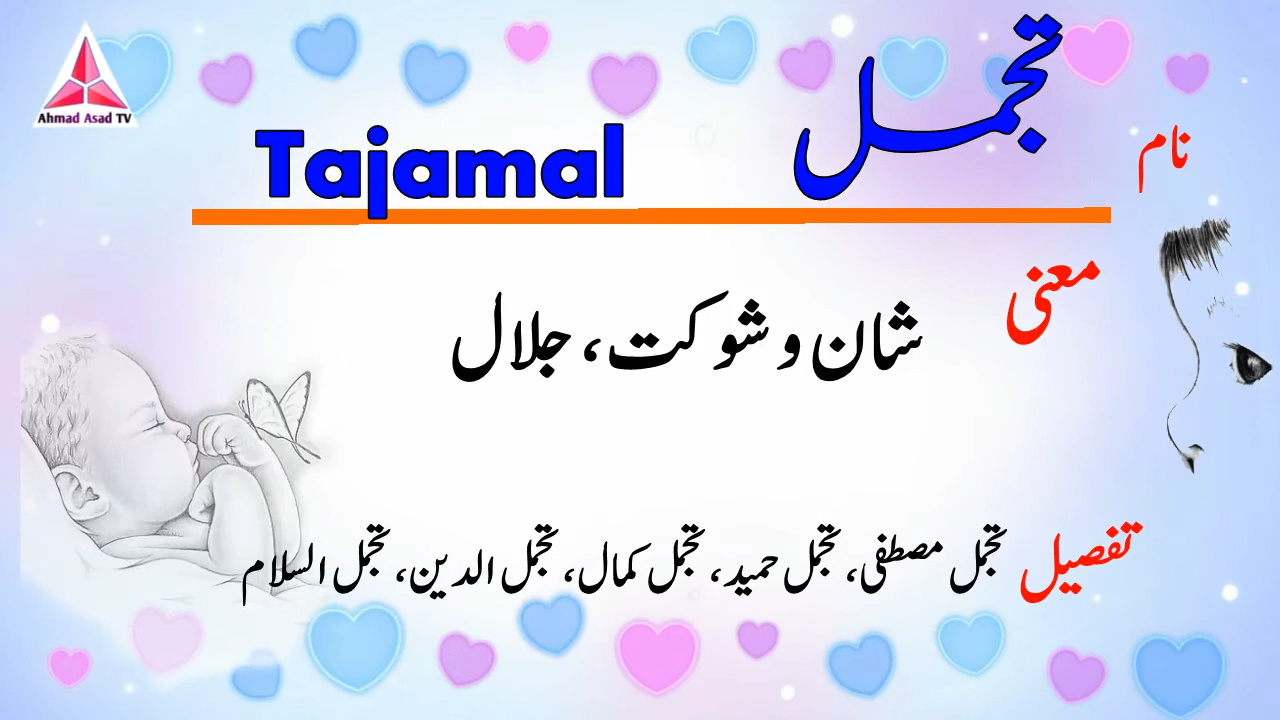 Ahmad Asad TV
نام تجمل Tajamal
معنی
شان و شوکت، جلال
تفصیل تجمل مصطفی، تجمل حمید، تجمل کمال، تجمل الدین، تجمل السلام